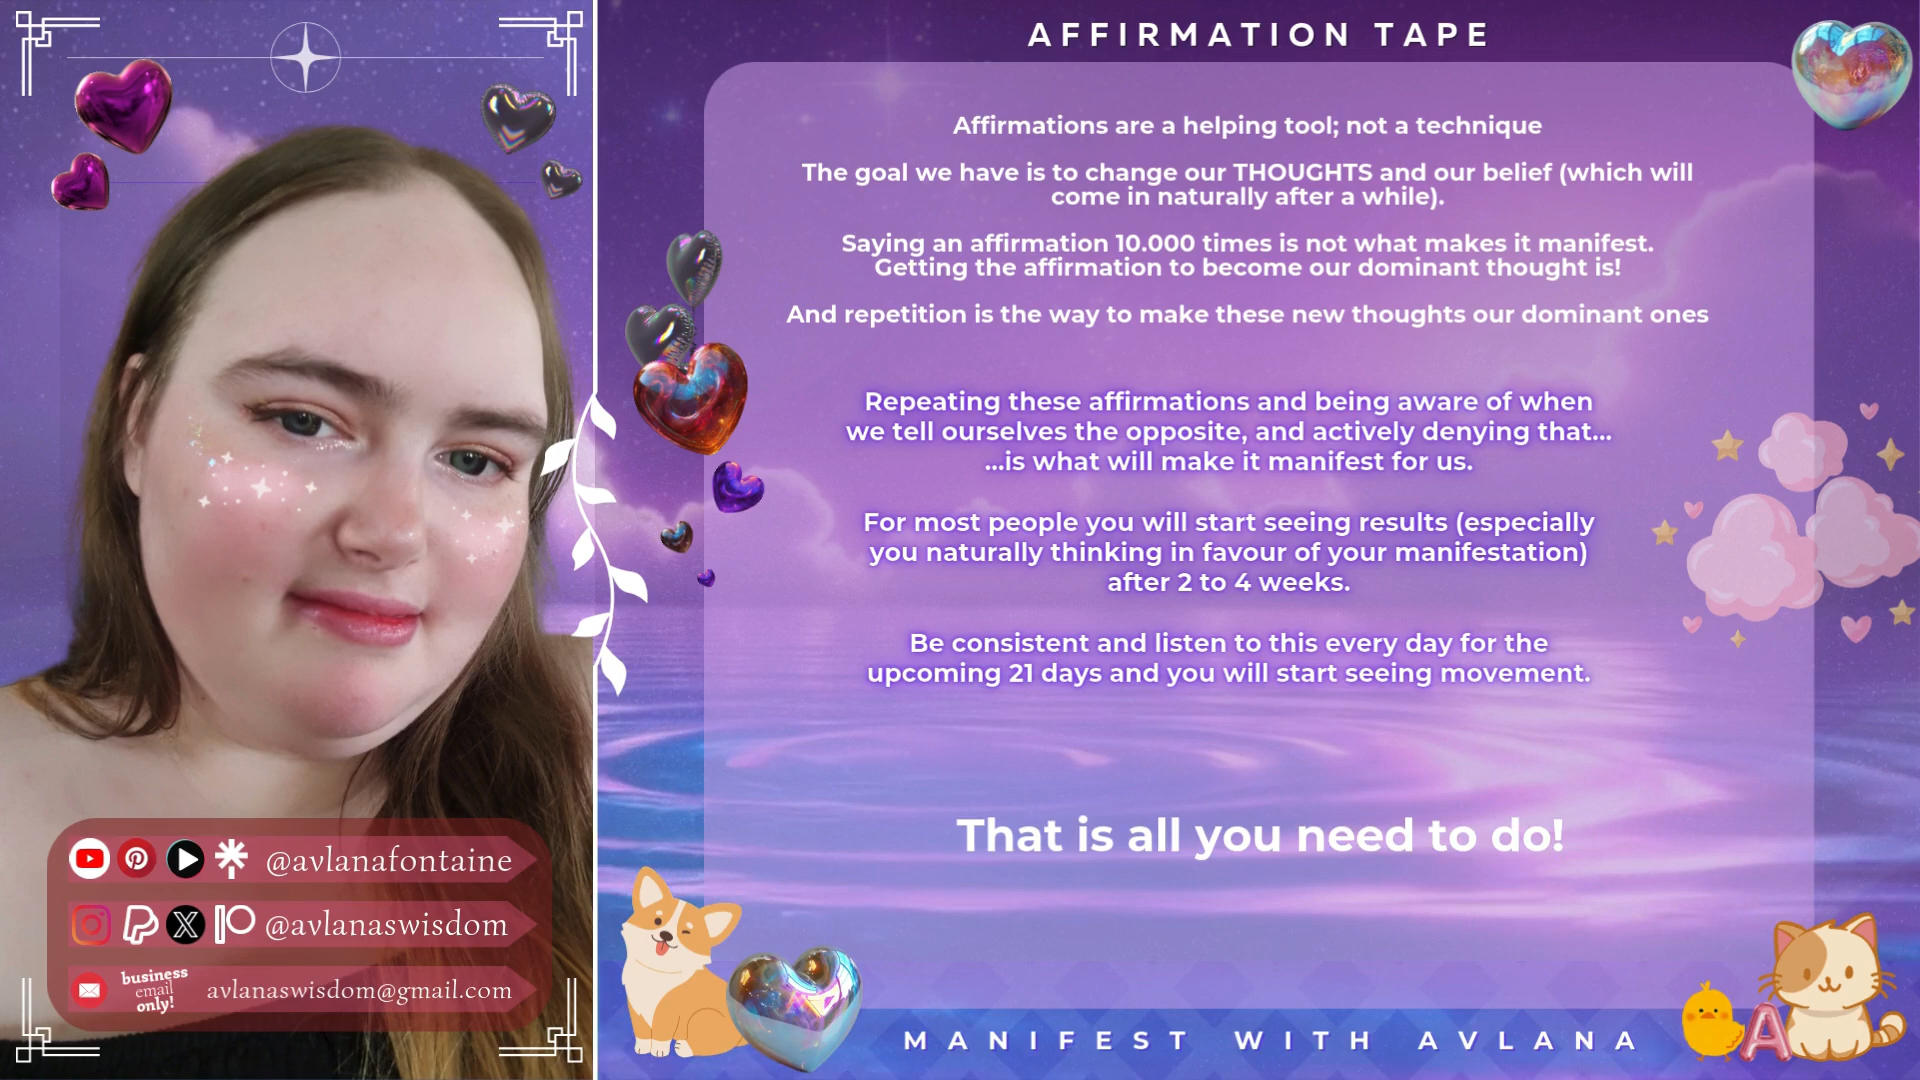 AFFIRMATION TAPE
Affirmations are a helping tool; not a technique
The goal we have is to change our THOUGHTS and our belief (which will
come in naturally after a while).
Saying an affirmation 10.000 times is not what makes it manifest.
Getting the affirmation to become our dominant thought is!
And repetition is the way to make these new thoughts our dominant ones
Repeating these affirmations and being aware of when
we tell ourselves the opposite, and actively denying that...
...is what will make it manifest for us.
For most people you will start seeing results (especially
you naturally thinking in favour of your manifestation)
after 2 to 4 weeks.
Be consistent and listen to this every day for the
upcoming 21 days and you will start seeing movement.
That is all you need to do!
@avlanafontaine
@avlanaswisdom
business
email
only!
avlanaswisdom@gmail.com
MANIFEST WITH AVLANA
A